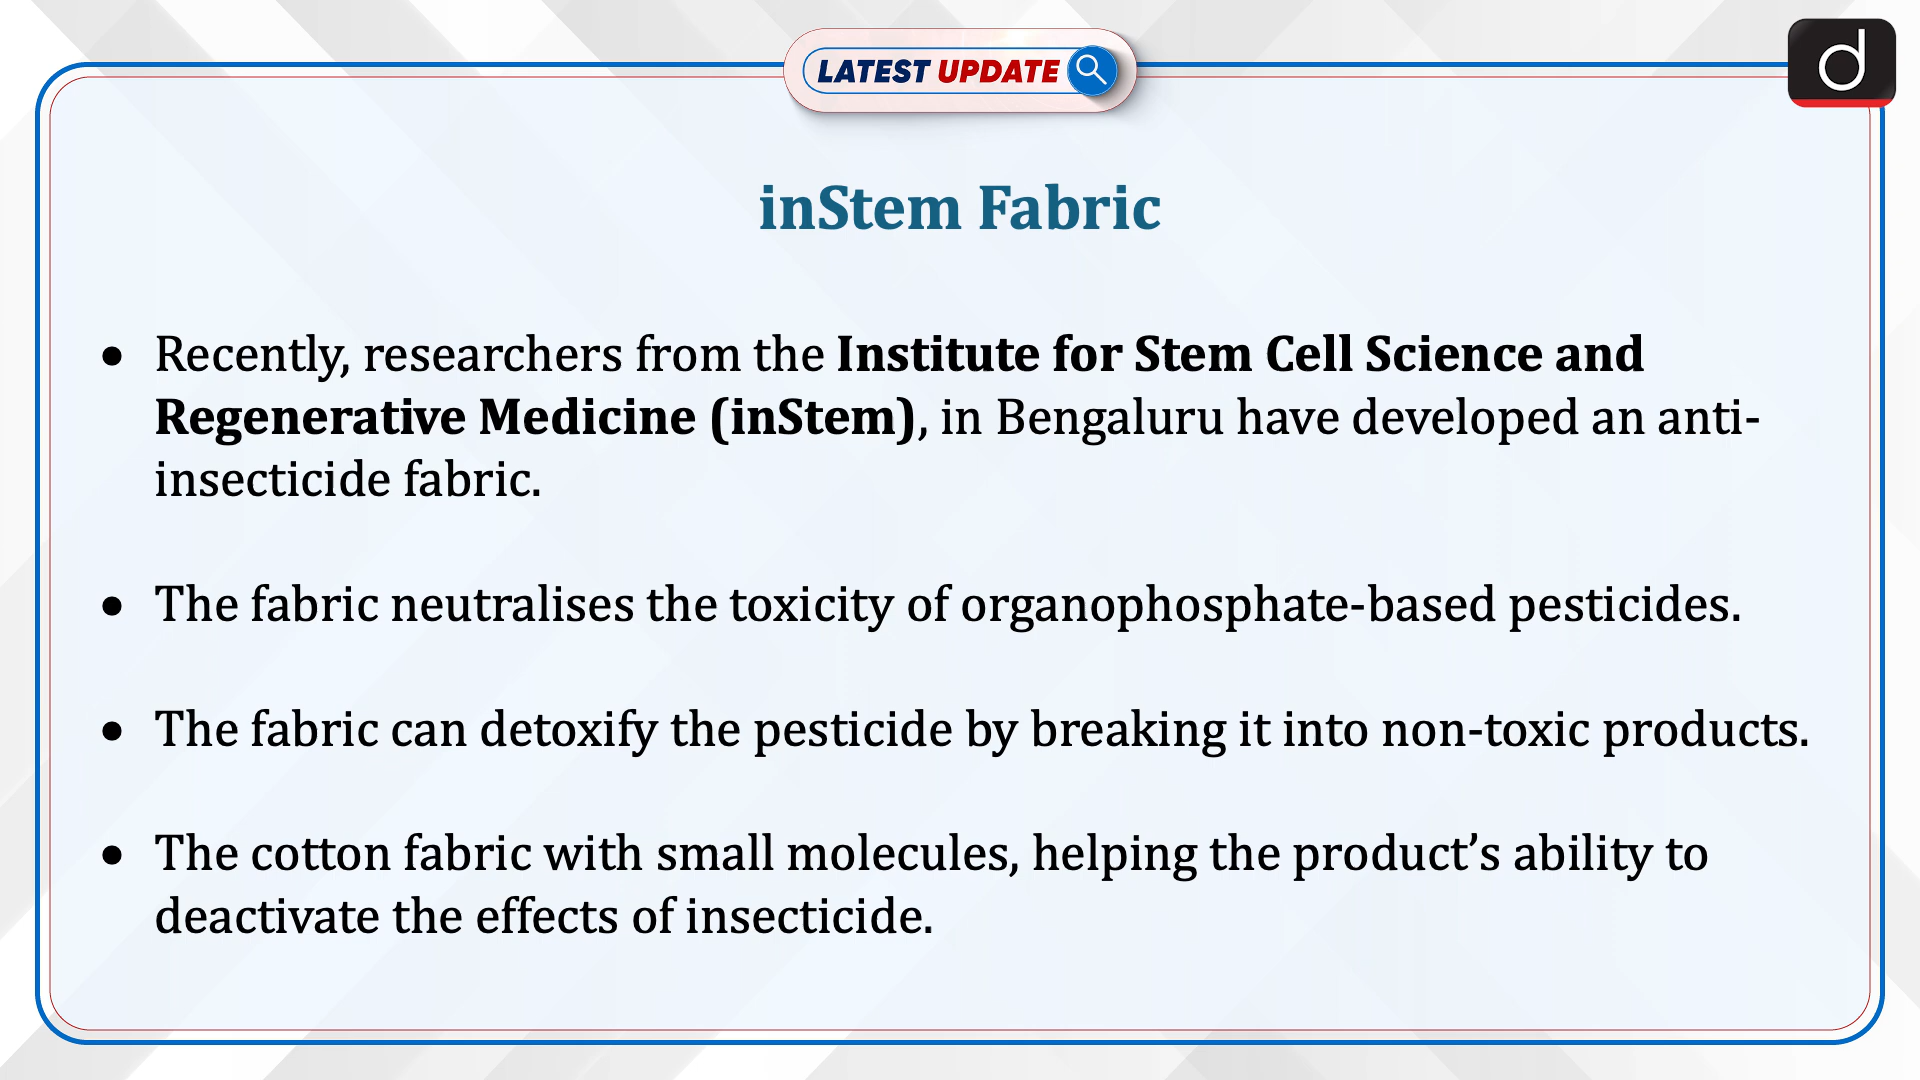 LATEST UPDATE
d
inStem Fabric
• Recently, researchers from the Institute for Stem Cell Science and
Regenerative Medicine (inStem), in Bengaluru have developed an anti-
insecticide fabric.
• The fabric neutralises the toxicity of organophosphate-based pesticides.
• The fabric can detoxify the pesticide by breaking it into non-toxic products.
• The cotton fabric with small molecules, helping the product’s ability to
deactivate the effects of insecticide.